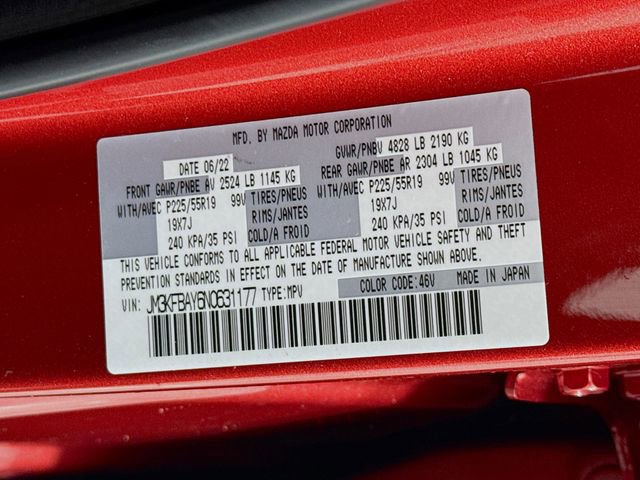 MFD. BY MAZDA MOTOR CORPORATION
DATE 06/22 GVWR/PNBV 4828 LB 2190 KG
FRONT GAWR/PNBE AV 2524 LB 1145 KG REAR GAWR/PNBE AR 2304 LB 1045 KG
WITH/AVEC P225/55R19 99V TIRES/PNEUS WITH/AVEC P225/55R19 99V TIRES/PNEUS
19X7J RIMS/JANTES 19X7J RIMS/JANTES
240 KPA/35 PSI COLD/A FROID 240 KPA/35 PSI COLD/A FROID
THIS VEHICLE CONFORMS TO ALL APPLICABLE FEDERAL MOTOR VEHICLE SAFETY AND THEFT
PREVENTION STANDARDS IN EFFECT ON THE DATE OF MANUFACTURE SHOWN ABOVE.
COLOR CODE:46V MADE IN JAPAN
VIN: JM3KFBAY6N0631177 TYPE:MPV